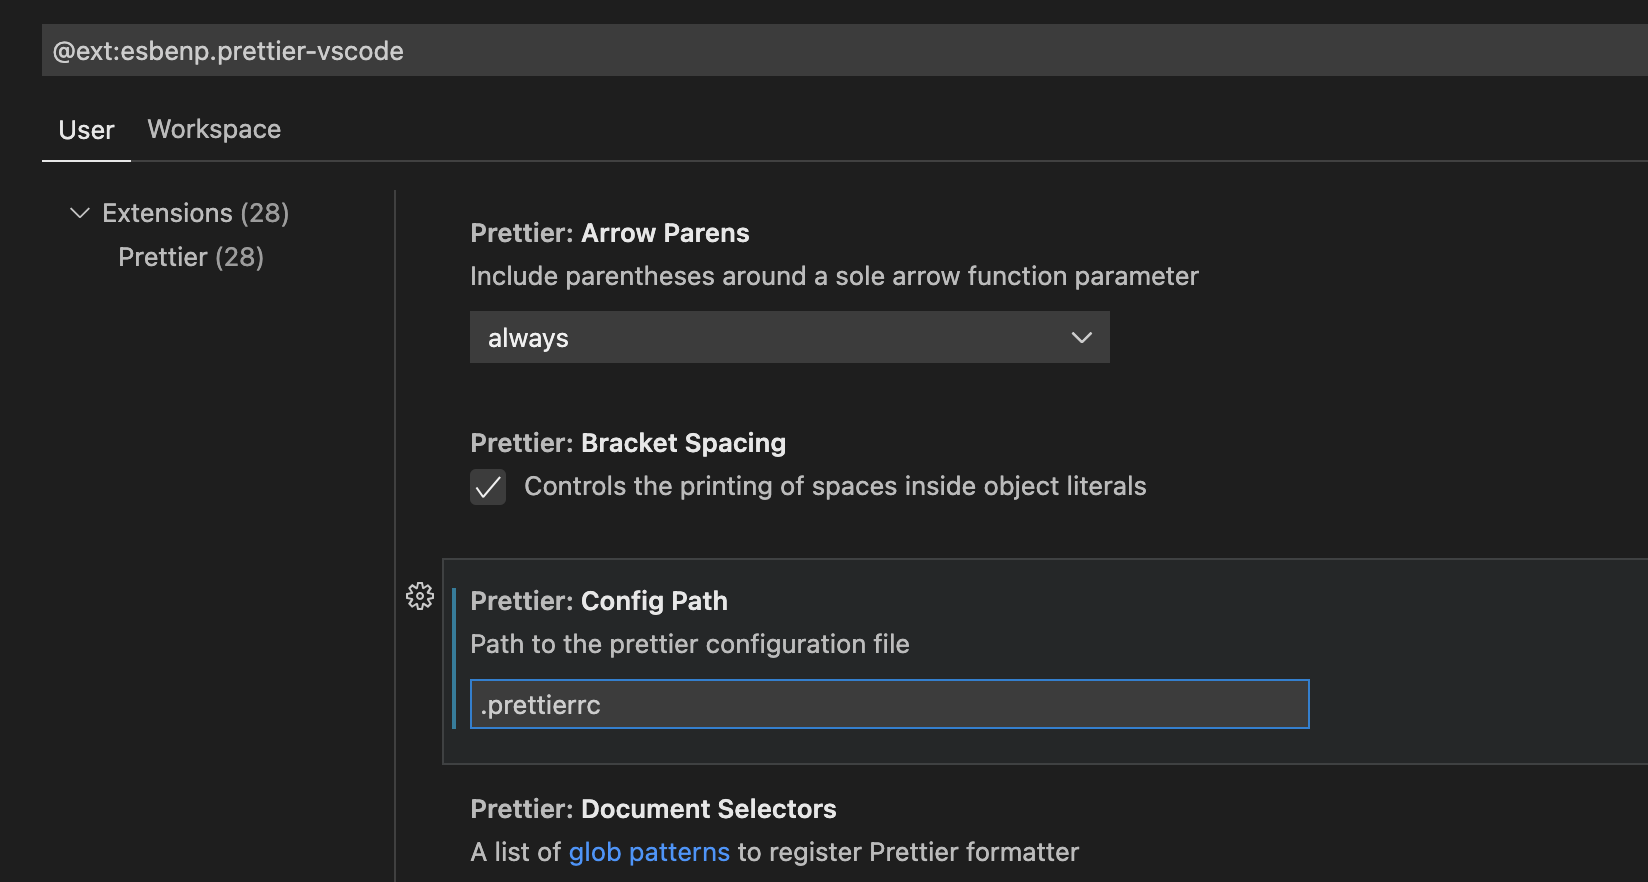 @ext:esbenp.prettier-vscode
User Workspace
Extensions (28)
Prettier (28)
Prettier: Arrow Parens
Include parentheses around a sole arrow function parameter
always
Prettier: Bracket Spacing
Controls the printing of spaces inside object literals
Prettier: Config Path
Path to the prettier configuration file
.prettierrc
Prettier: Document Selectors
A list of glob patterns to register Prettier formatter